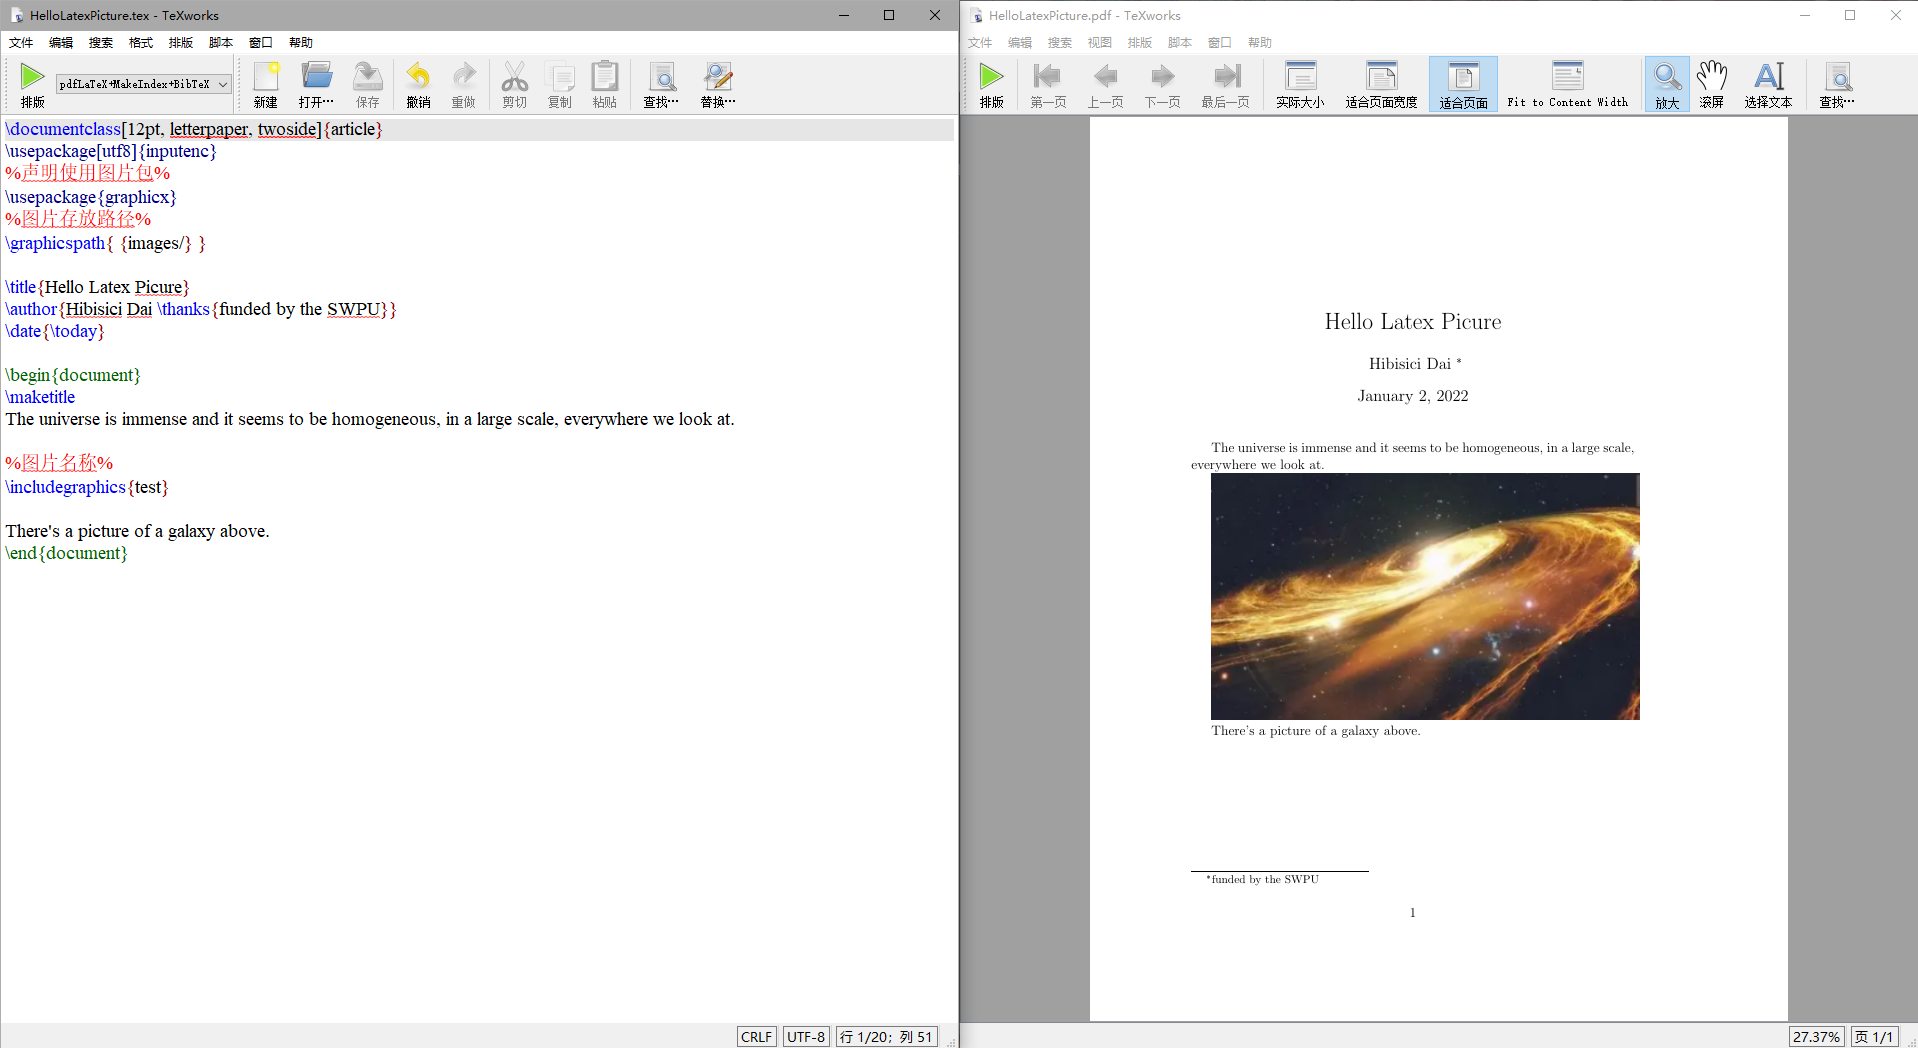 HelloLatexPicture.tex - TeXworks
文件 编辑 搜索 格式 排版 脚本 窗口 帮助
排版 pdfLaTeX+MakeIndex+BibTeX 新建 打开··· 保存 撤销 重做 剪切 复制 粘贴 查找··· 替换···
\documentclass[12pt, letterpaper, twoside]{article}
\usepackage[utf8]{inputenc}
%声明使用图片包%
\usepackage{graphicx}
%图片存放路径%
\graphicspath{ {images/} }
\title{Hello Latex Picure}
\author{Hibisici Dai \thanks{funded by the SWPU}}
\date{\today}
\begin{document}
\maketitle
The universe is immense and it seems to be homogeneous, in a large scale, everywhere we look at.
%图片名称%
\includegraphics{test}
There's a picture of a galaxy above.
\end{document}
CRLF UTF-8 行 1/20; 列 51
HelloLatexPicture.pdf - TeXworks
文件 编辑 搜索 视图 排版 脚本 窗口 帮助
排版 第一页 上一页 下一页 最后一页 实际大小 适合页面宽度 适合页面 Fit to Content Width 放大 滚屏 选择文本 查找···
Hello Latex Picure
Hibisici Dai *
January 2, 2022
The universe is immense and it seems to be homogeneous, in a large scale,
everywhere we look at.
There's a picture of a galaxy above.
*funded by the SWPU
1
27.37% 页 1/1